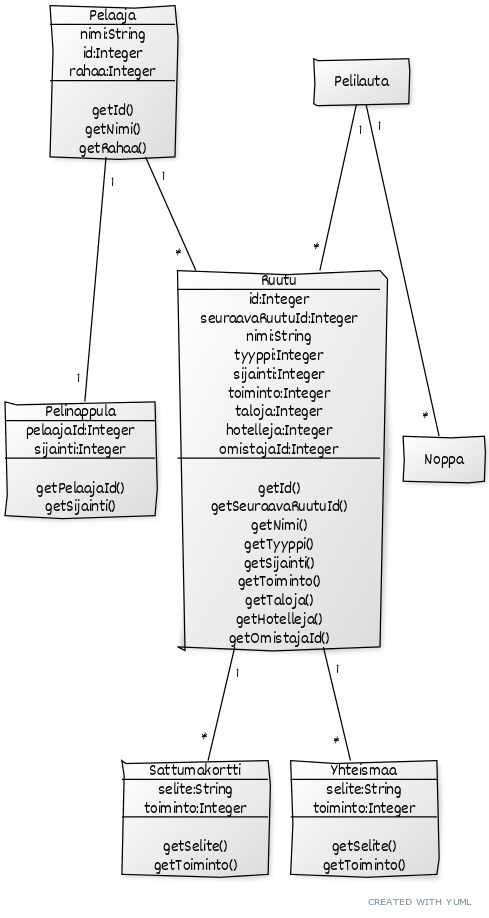 Pelaaja
nimi:String
id:Integer
rahaa:Integer
getId()
getNimi()
getRahaa()
Pelilauta
1
1
1
1
*
*
Ruutu
id:Integer
seuraavaRuutuId:Integer
nimi:String
tyyppi:Integer
sijainti:Integer
toiminto:Integer
taloja:Integer
hotelleja:Integer
omistajaId:Integer
getId()
getSeuraavaRuutuId()
getNimi()
getTyyppi()
getSijainti()
getToiminto()
getTaloja()
getHotelleja()
getOmistajaId()
1
Pelinappula
pelaajaId:Integer
sijainti:Integer
getPelaajaId()
getSijainti()
*
Noppa
1
1
*
*
Sattumakortti
selite:String
toiminto:Integer
getSelite()
getToiminto()
Yhteismaa
selite:String
toiminto:Integer
getSelite()
getToiminto()
CREATED WITH YUML